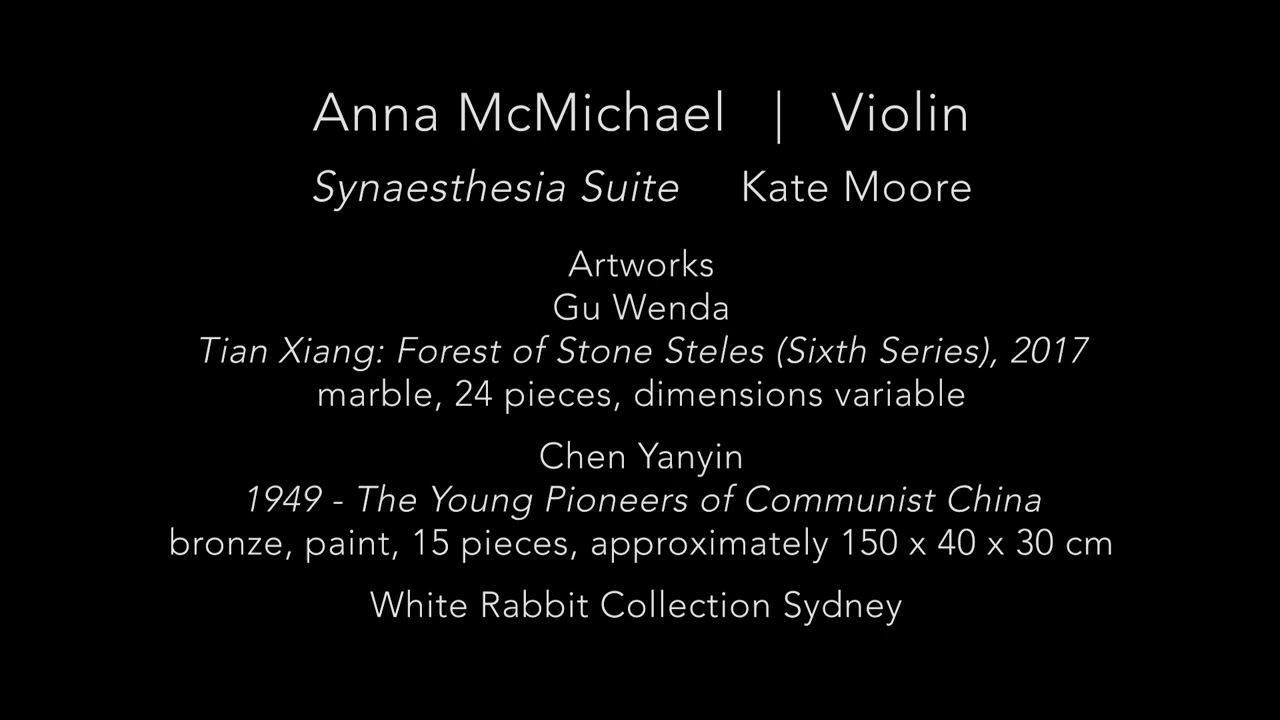 Anna McMichael | Violin
Synaesthesia Suite Kate Moore
Artworks
Gu Wenda
Tian Xiang: Forest of Stone Steles (Sixth Series), 2017
marble, 24 pieces, dimensions variable
Chen Yanyin
1949 - The Young Pioneers of Communist China
bronze, paint, 15 pieces, approximately 150 x 40 x 30 cm
White Rabbit Collection Sydney